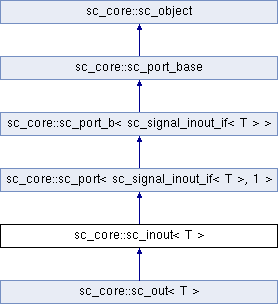 sc_core::sc_object
sc_core::sc_port_base
sc_core::sc_port_b< sc_signal_inout_if< T > >
sc_core::sc_port< sc_signal_inout_if< T >, 1 >
sc_core::sc_inout< T >
sc_core::sc_out< T >